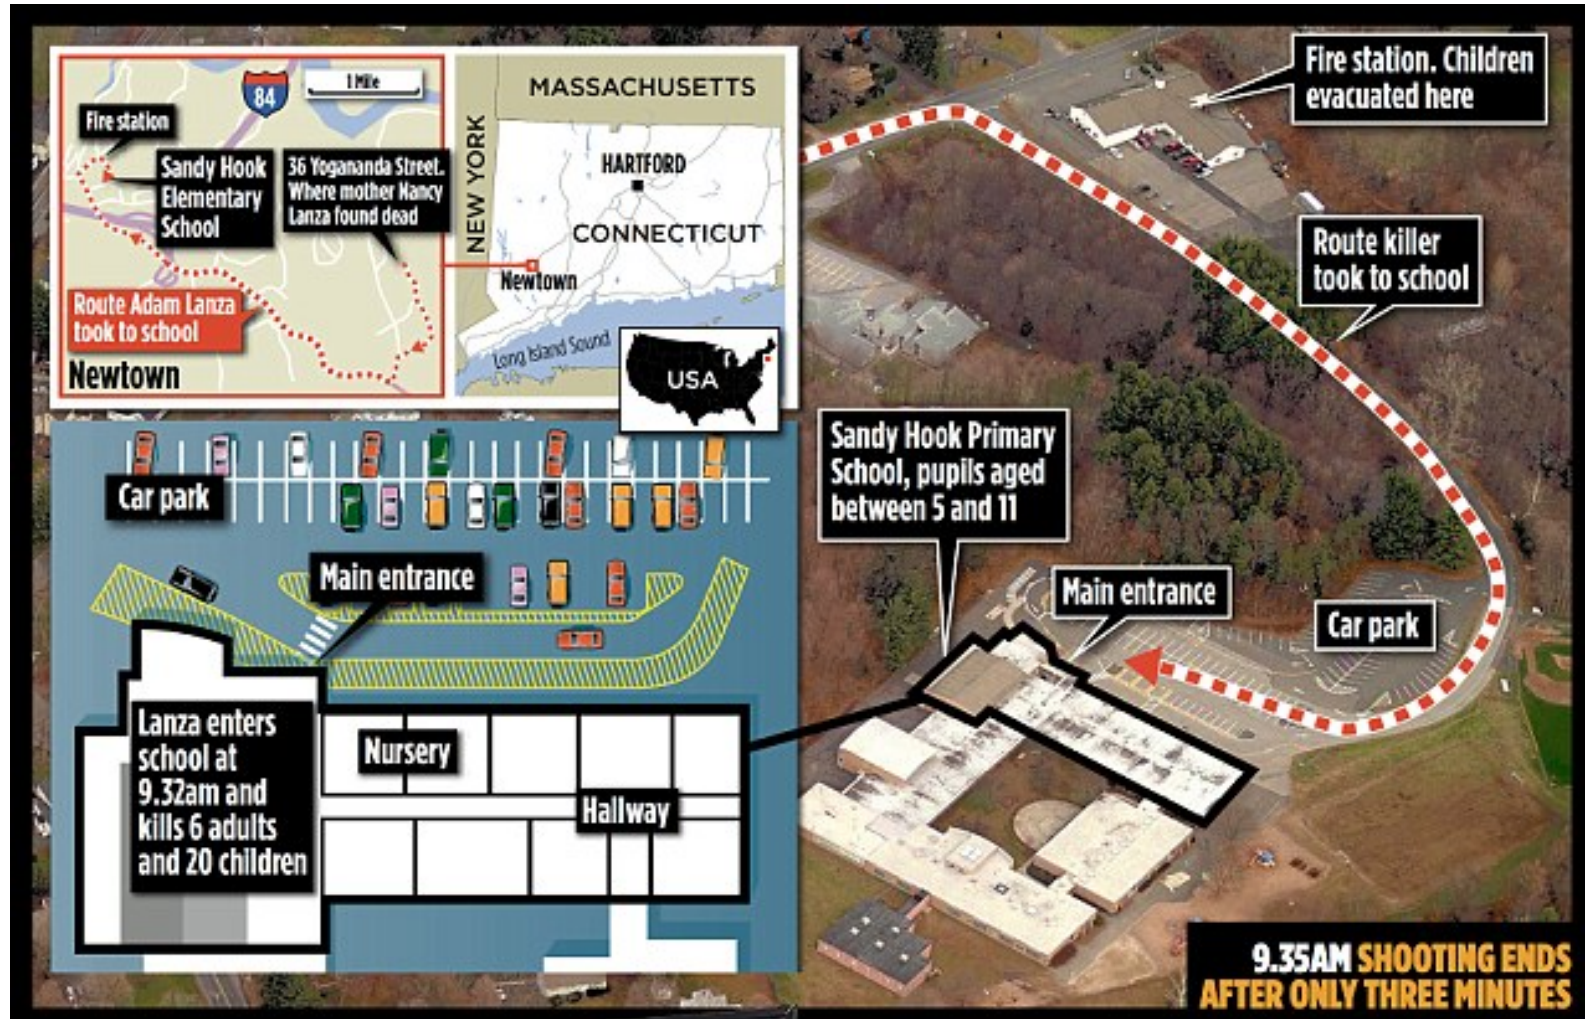 84
1 Mile
Fire station
Sandy Hook
Elementary
School
36 Yogananda Street.
Where mother Nancy
Lanza found dead
Route Adam Lanza
took to school
Newtown
MASSACHUSETTS
NEW YORK
HARTFORD
CONNECTICUT
Newtown
Long Island Sound
USA
Fire station. Children
evacuated here
Route killer
took to school
Sandy Hook Primary
School, pupils aged
between 5 and 11
Main entrance
Car park
Car park
Main entrance
Lanza enters
school at
9.32am and
kills 6 adults
and 20 children
Nursery
Hallway
9.35AM SHOOTING ENDS
AFTER ONLY THREE MINUTES